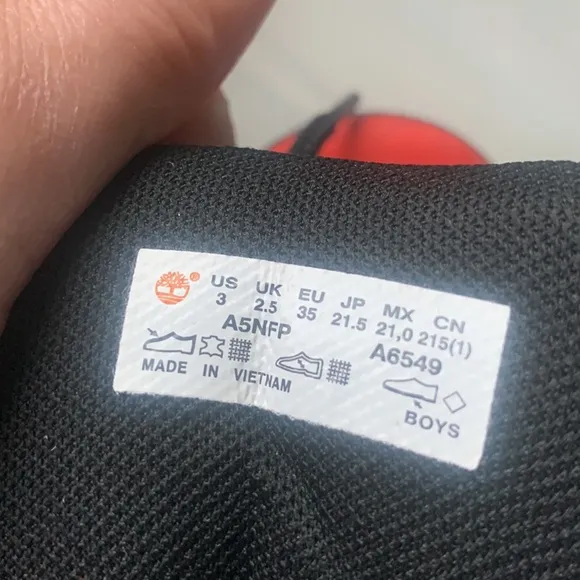 ® US UK EU JP MX CN
3 2.5 35 21.5 21,0 215(1)
A5NFP A6549
MADE IN VIETNAM
BOYS